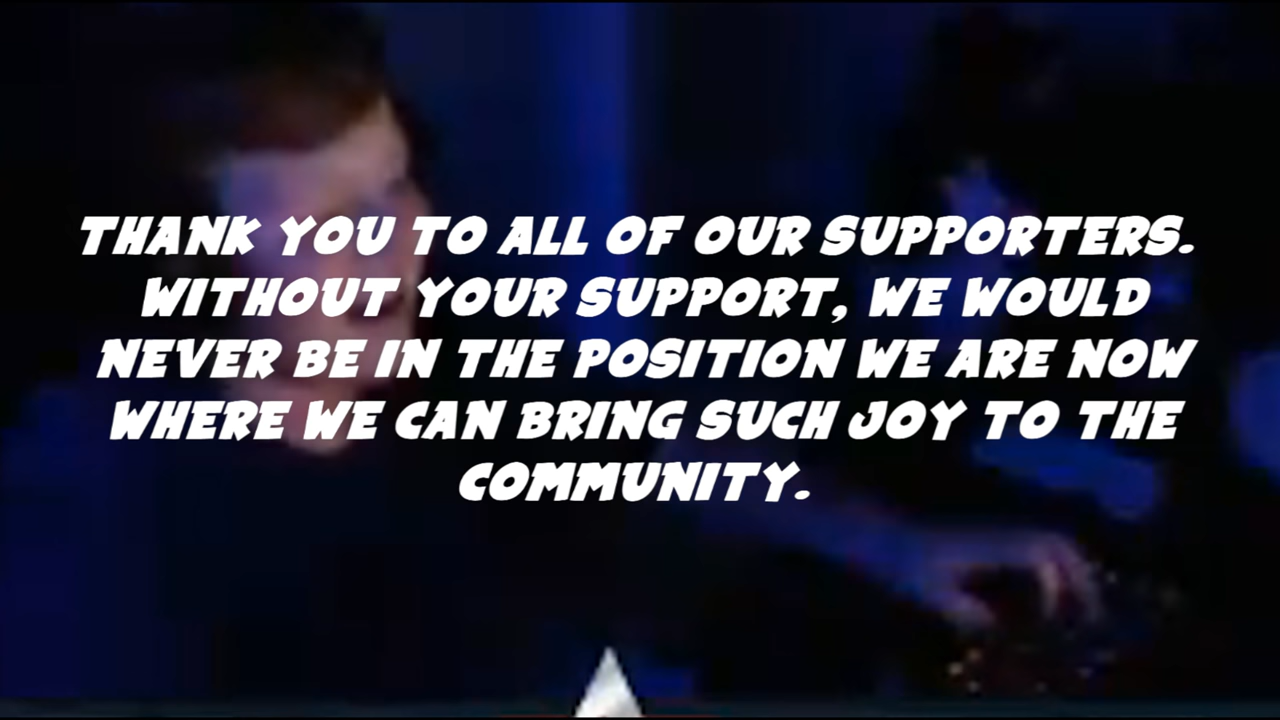 THANK YOU TO ALL OF OUR SUPPORTERS.
WITHOUT YOUR SUPPORT, WE WOULD
NEVER BE IN THE POSITION WE ARE NOW
WHERE WE CAN BRING SUCH JOY TO THE
COMMUNITY.